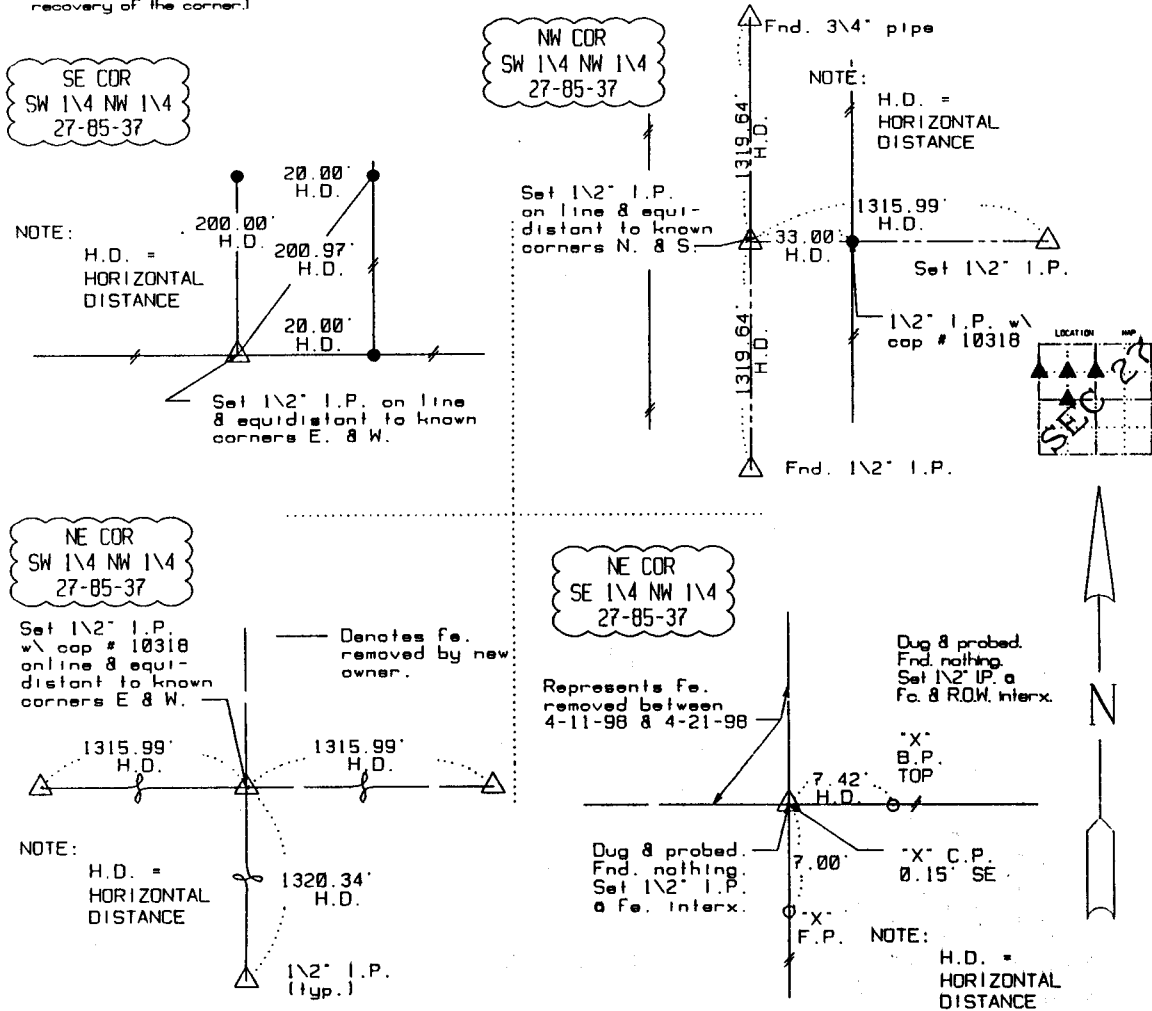 recovery of the corner.)
SE COR
SW 1\4 NW 1\4
27-85-37
NOTE:
H.D. =
HORIZONTAL
DISTANCE
200.00'
H.D.
20.00'
H.D.
200.97'
H.D.
20.00'
H.D.
Set 1\2" I.P. on line
& equidistant to known
corners E. & W.
NW COR
SW 1\4 NW 1\4
27-85-37
Fnd. 3\4" pipe
NOTE:
H.D. =
HORIZONTAL
DISTANCE
1319.64'
H.D.
Set 1\2" I.P.
on line & equi-
distant to known
corners N. & S.
33.00'
H.D.
1315.99'
H.D.
Set 1\2" I.P.
1\2" I.P. w\
cap # 10318
1319.64'
H.D.
Fnd. 1\2" I.P.
LOCATION MAP
SEC 27
NE COR
SW 1\4 NW 1\4
27-85-37
Set 1\2" I.P.
w\ cap # 10318
online & equi-
distant to known
corners E & W.
Denotes fe.
removed by new
owner.
1315.99'
H.D.
1315.99'
H.D.
NOTE:
H.D. =
HORIZONTAL
DISTANCE
1320.34'
H.D.
1\2" I.P.
(typ.)
NE COR
SE 1\4 NW 1\4
27-85-37
Represents Fe.
removed between
4-11-98 & 4-21-98
Dug & probed.
Fnd. nothing.
Set 1\2" IP. a
Fc. & R.O.W. interx.
"X"
B.P.
TOP
7.42'
H.D.
Dug & probed.
Fnd. nothing.
Set 1\2" I.P.
a Fe. interx.
7.00'
"X" C.P.
0.15' SE
"X"
F.P.
NOTE:
H.D. =
HORIZONTAL
DISTANCE
N